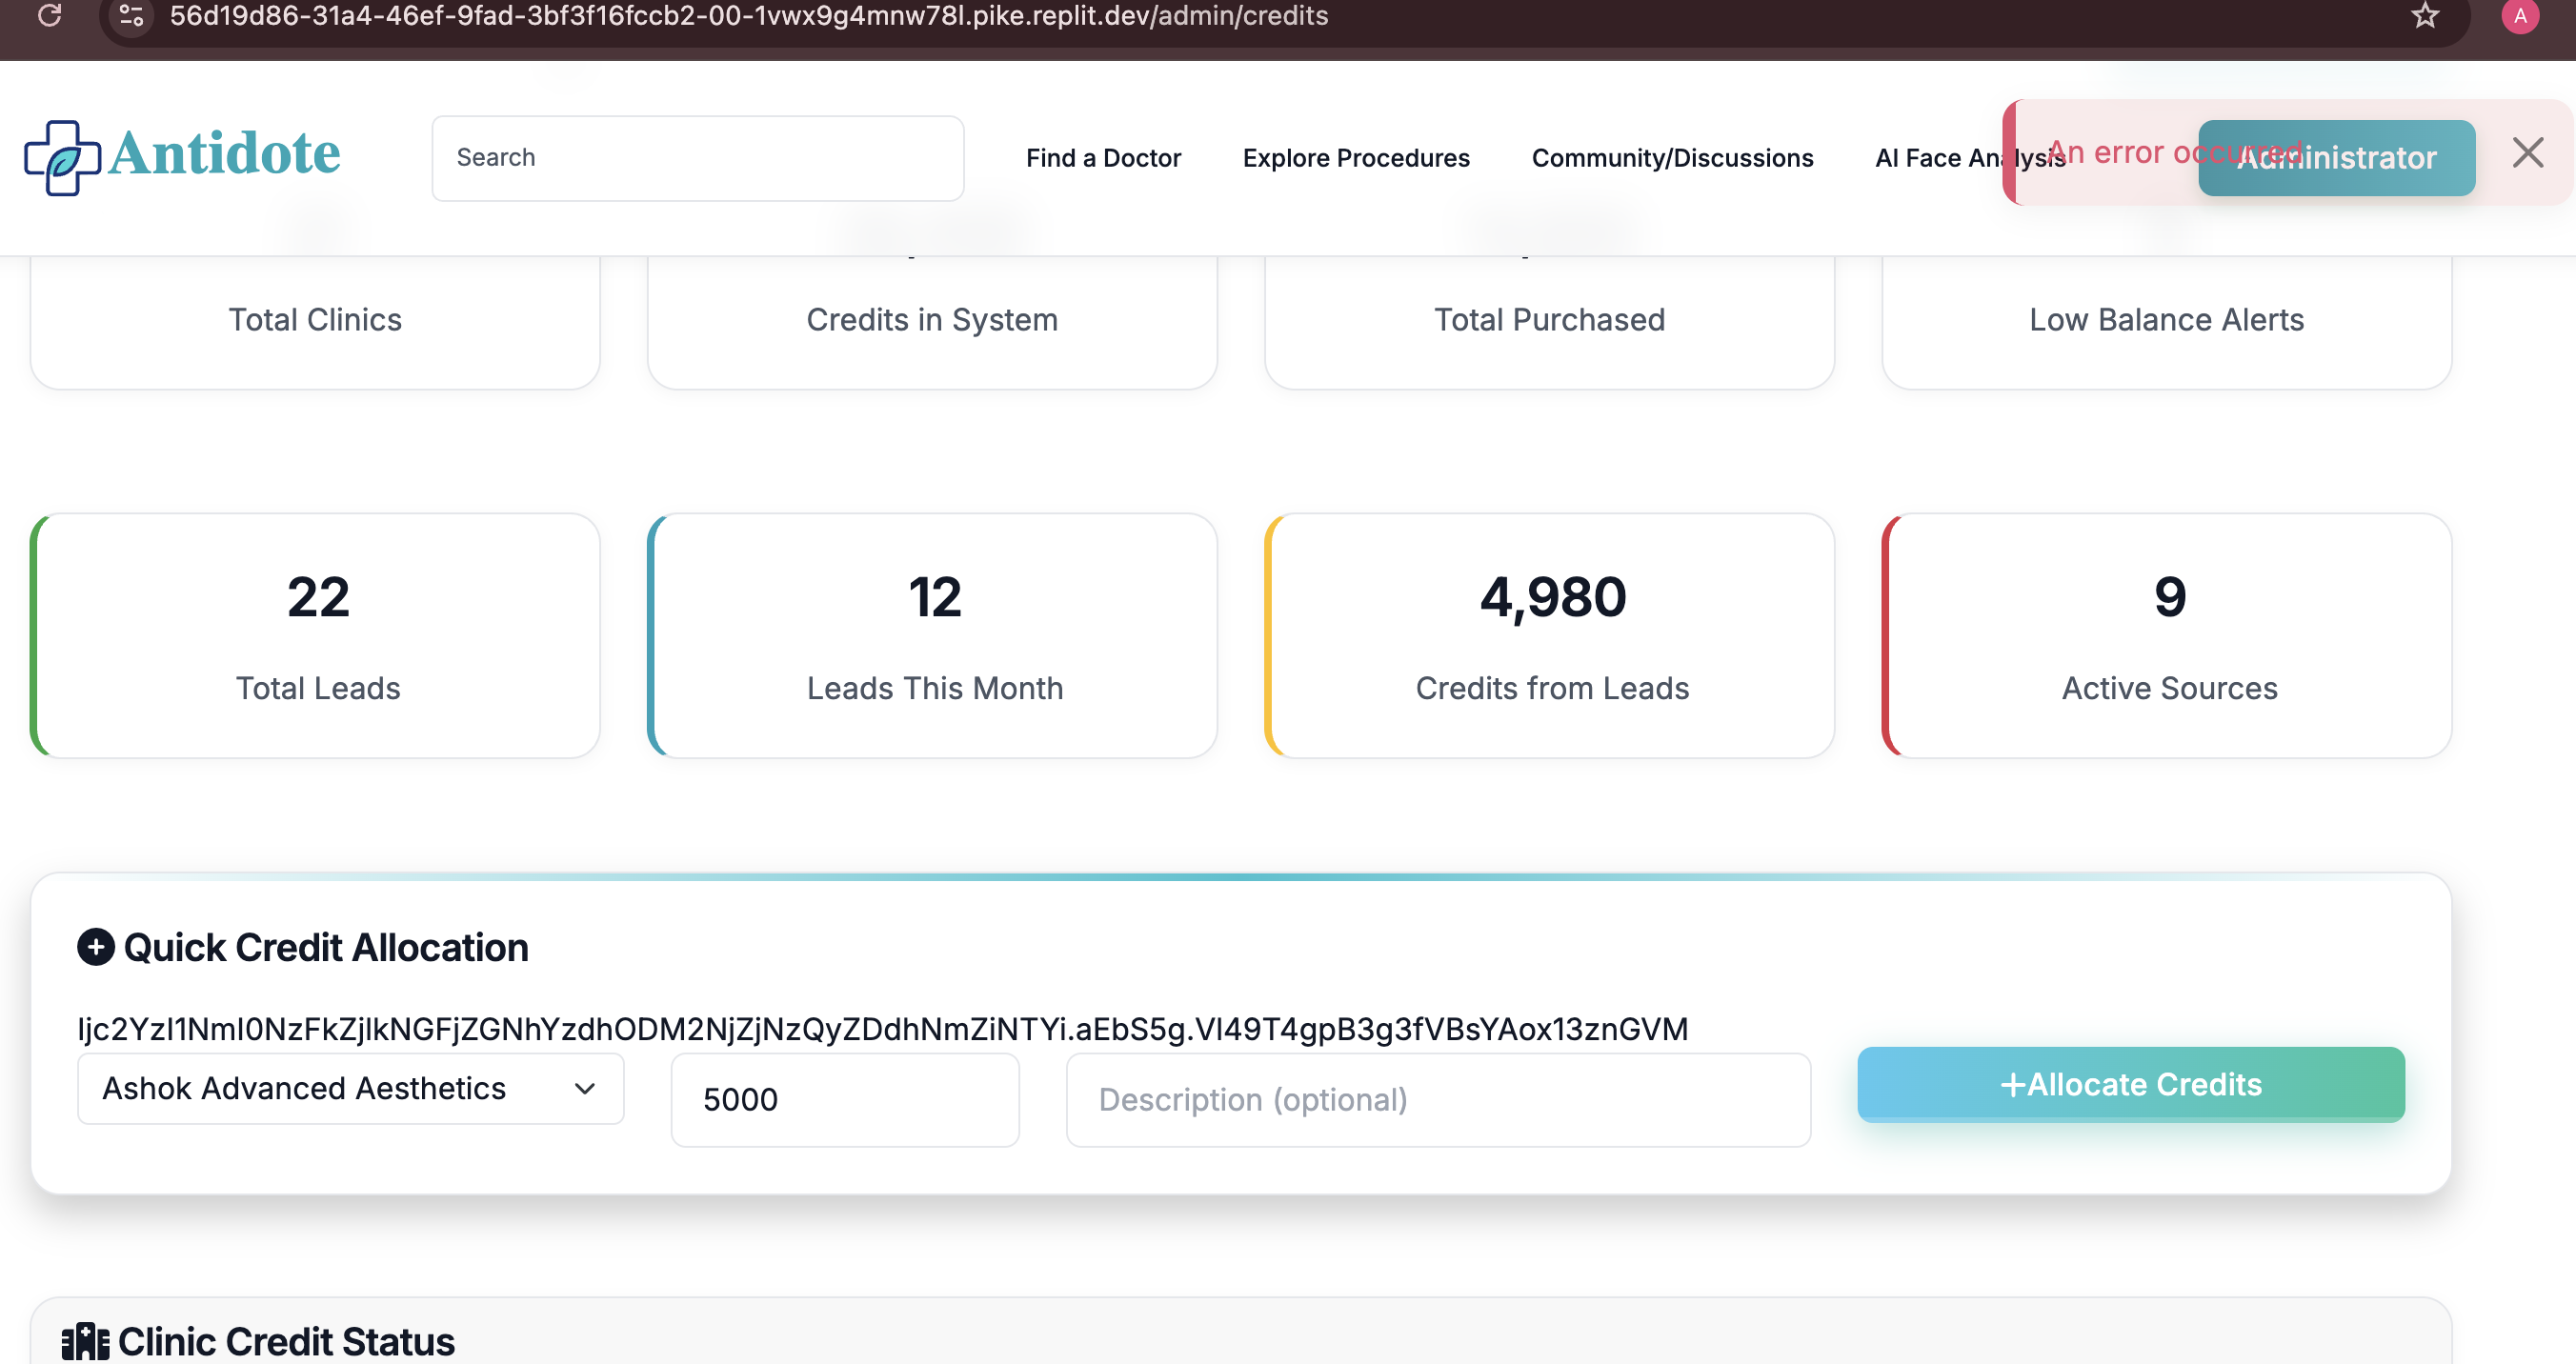 56d19d86-31a4-46ef-9fad-3bf3f16fccb2-00-1vwx9g4mnw78l.pike.replit.dev/admin/credits
A
Antidote
Search
Find a Doctor
Explore Procedures
Community/Discussions
AI Face Analysis
An error occurred
Administrator
Total Clinics
Credits in System
Total Purchased
Low Balance Alerts
22
Total Leads
12
Leads This Month
4,980
Credits from Leads
9
Active Sources
Quick Credit Allocation
Ijc2YzI1NmI0NzFkZjlkNGFjZGNhYzdhODM2NjZjNzQyZDdhNmZiNTYi.aEbS5g.Vl49T4gpB3g3fVBsYAox13znGVM
Ashok Advanced Aesthetics
5000
Description (optional)
+Allocate Credits
Clinic Credit Status